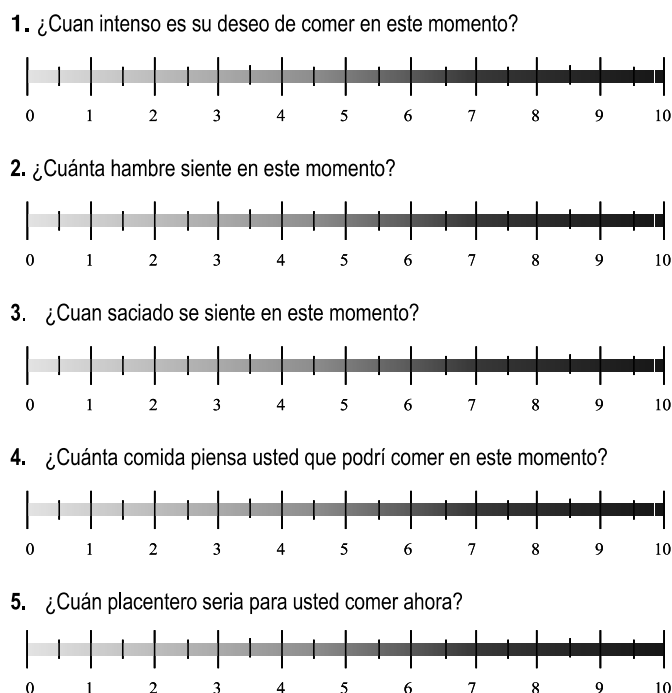 1. ¿Cuan intenso es su deseo de comer en este momento?
0 1 2 3 4 5 6 7 8 9 10
2. ¿Cuánta hambre siente en este momento?
0 1 2 3 4 5 6 7 8 9 10
3. ¿Cuan saciado se siente en este momento?
0 1 2 3 4 5 6 7 8 9 10
4. ¿Cuánta comida piensa usted que podrí comer en este momento?
0 1 2 3 4 5 6 7 8 9 10
5. ¿Cuán placentero seria para usted comer ahora?
0 1 2 3 4 5 6 7 8 9 10